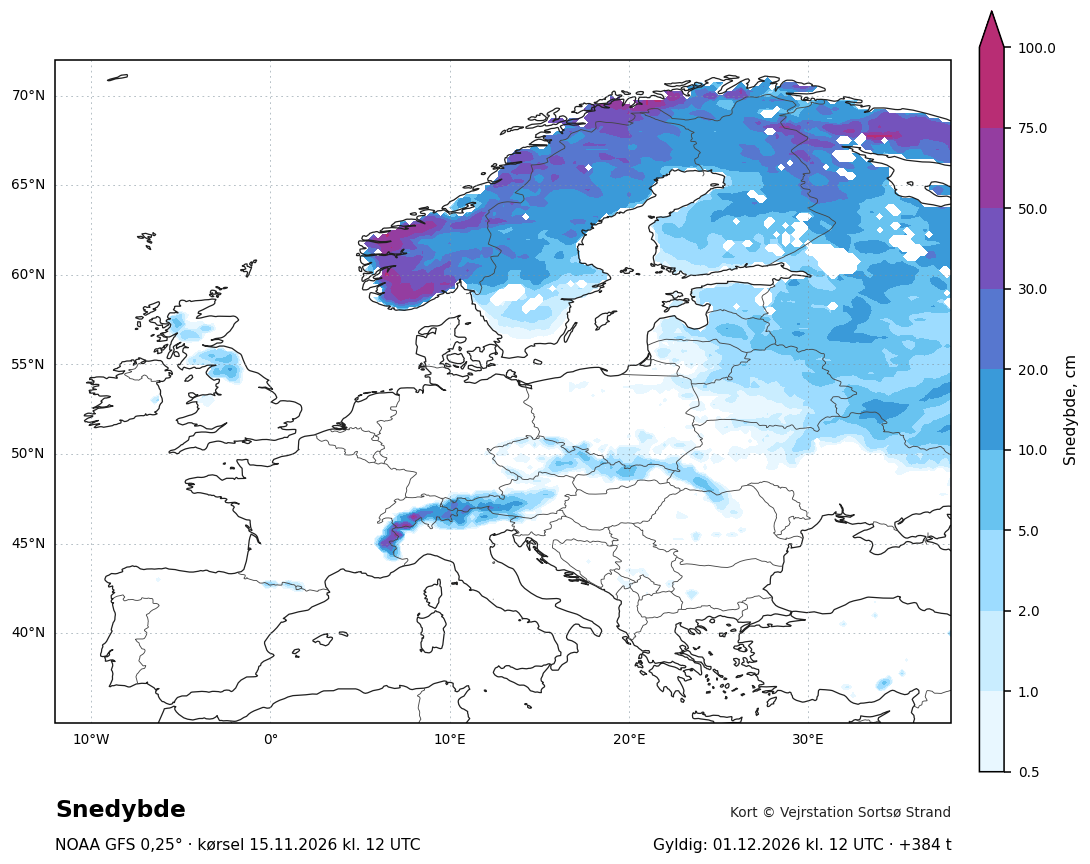 100.0
75.0
50.0
30.0
20.0
10.0
5.0
2.0
1.0
0.5
Snedybde, cm
70°N
65°N
60°N
55°N
50°N
45°N
40°N
10°W 0° 10°E 20°E 30°E
Snedybde
Kort © Vejrstation Sortsø Strand
NOAA GFS 0,25° · kørsel 15.11.2026 kl. 12 UTC
Gyldig: 01.12.2026 kl. 12 UTC · +384 t